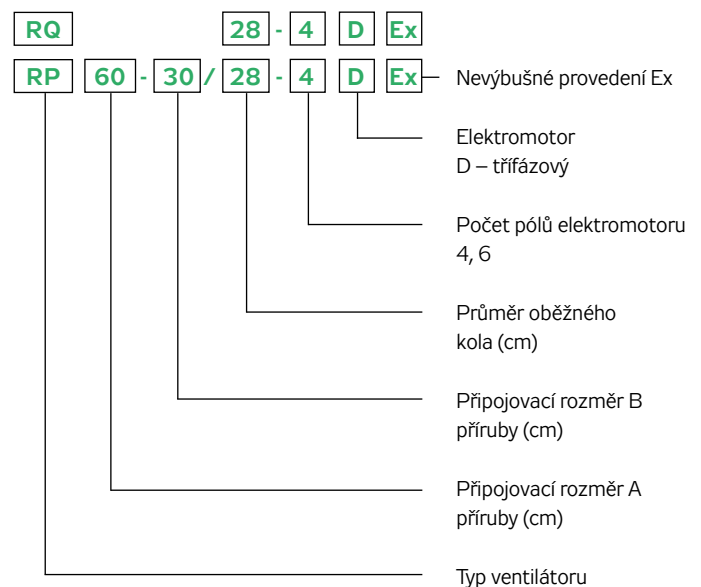 RQ 28 - 4 D Ex
RP 60 - 30 / 28 - 4 D Ex
Nevýbušné provedení Ex
Elektromotor
D – třífázový
Počet pólů elektromotoru
4, 6
Průměr oběžného
kola (cm)
Připojovací rozměr B
příruby (cm)
Připojovací rozměr A
příruby (cm)
Typ ventilátoru